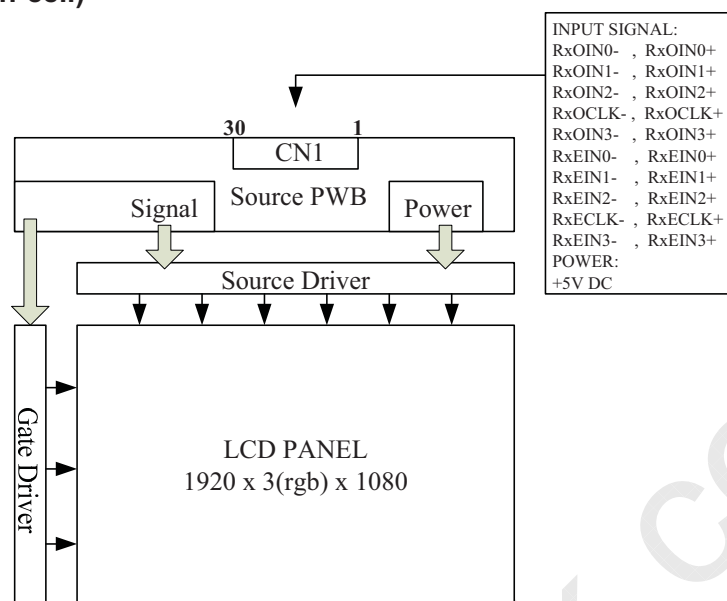 INPUT SIGNAL:
RxOIN0- , RxOIN0+
RxOIN1- , RxOIN1+
RxOIN2- , RxOIN2+
RxOCLK- , RxOCLK+
RxOIN3- , RxOIN3+
RxEIN0- , RxEIN0+
RxEIN1- , RxEIN1+
RxEIN2- , RxEIN2+
RxECLK- , RxECLK+
RxEIN3- , RxEIN3+
POWER:
+5V DC
30 1
CN1
Source PWB
Signal
Power
Source Driver
Gate Driver
LCD PANEL
1920 x 3(rgb) x 1080